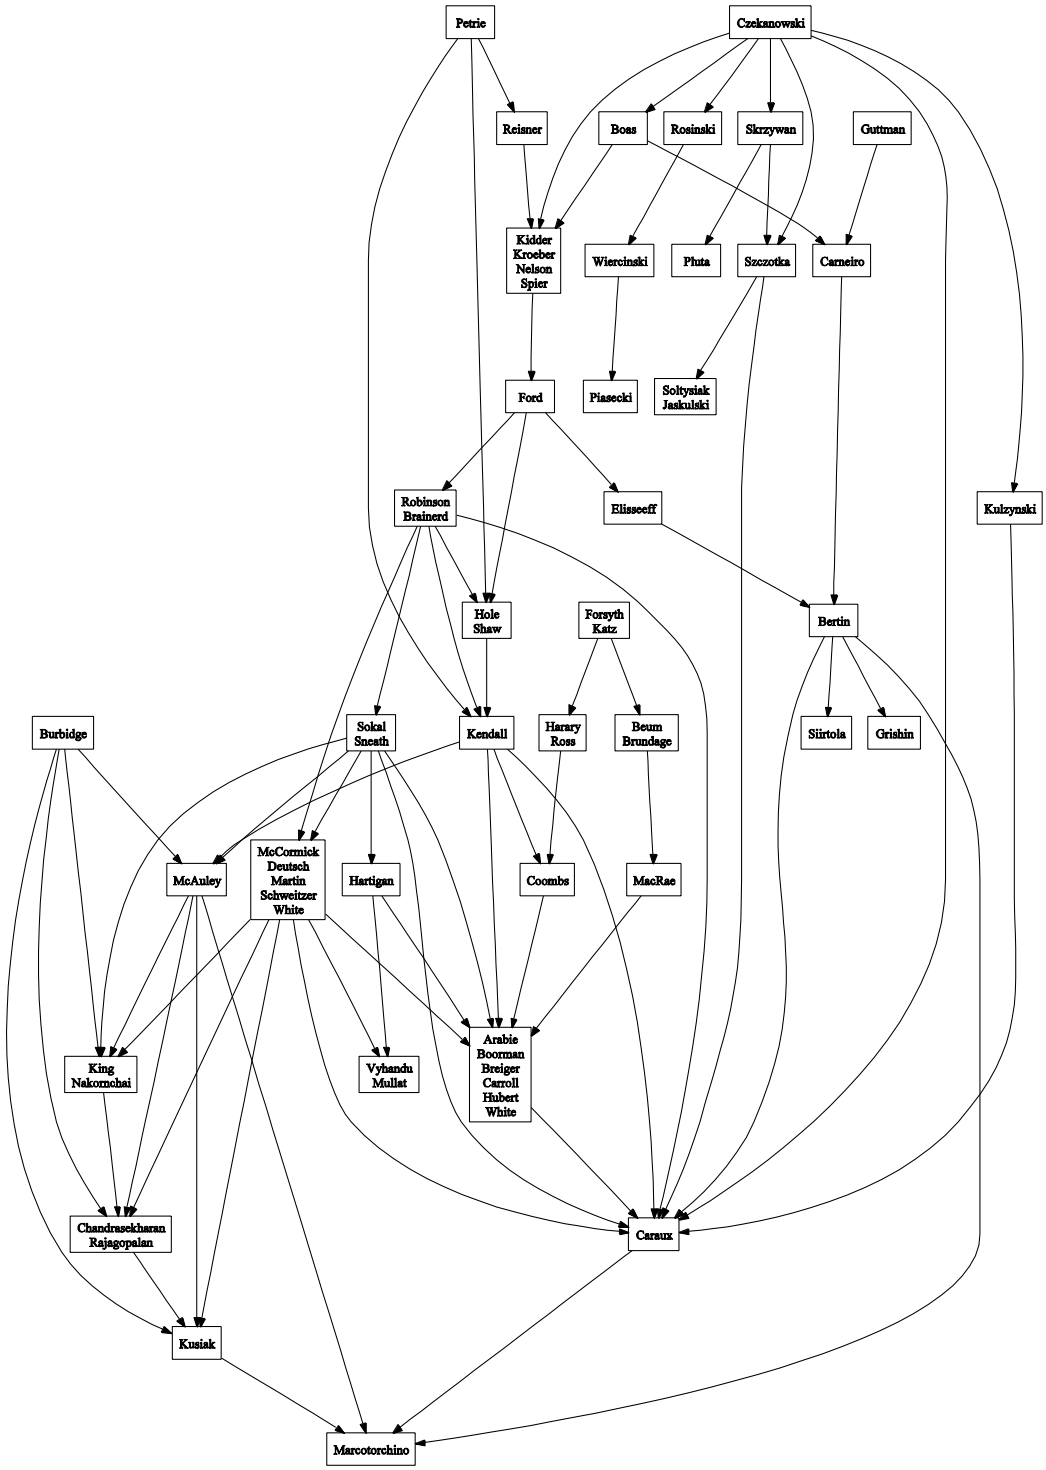 Petrie
Czekanowski
Reisner
Boas
Rosinski
Skrzywan
Guttman
Kidder
Kroeber
Nelson
Spier
Wiercinski
Pluta
Szczotka
Carneiro
Ford
Piasecki
Soltysiak
Jaskulski
Robinson
Brainerd
Elisseeff
Kulzynski
Hole
Shaw
Forsyth
Katz
Bertin
Burbidge
Sokal
Sneath
Kendall
Harary
Ross
Beum
Brundage
Siirtola
Grishin
McAuley
McCormick
Deutsch
Martin
Schweitzer
White
Hartigan
Coombs
MacRae
King
Nakornchai
Vyhandu
Mullat
Arabie
Boorman
Breiger
Carroll
Hubert
White
Chandrasekharan
Rajagopalan
Caraux
Kusiak
Marcotorchino